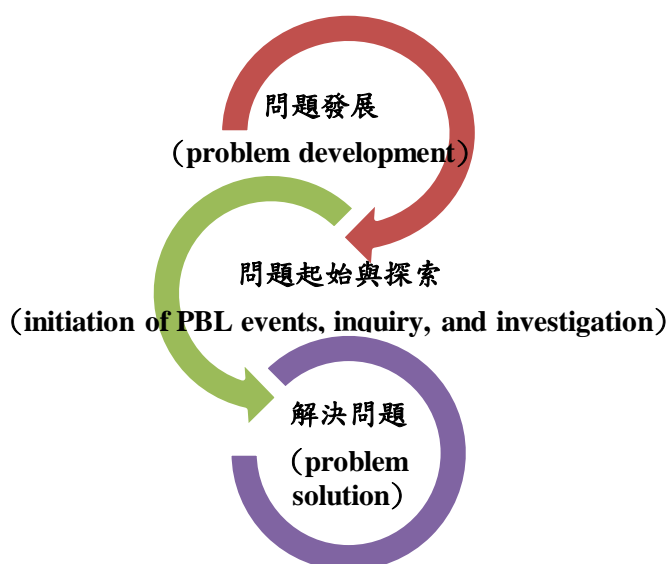 問題發展
（problem development）
問題起始與探索
（initiation of PBL events, inquiry, and investigation）
解決問題
（problem
solution）